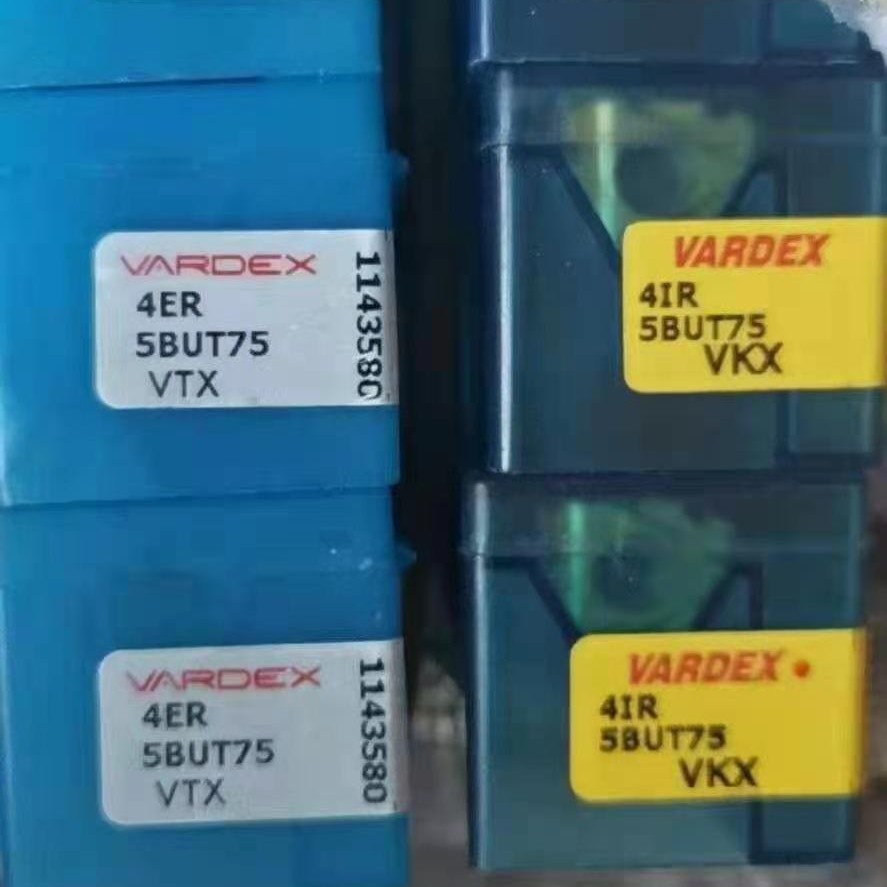 VARDEX
4ER
5BUT75
VTX
1143580
VARDEX
4IR
5BUT75
VKX
VARDEX
4ER
5BUT75
VTX
1143580
VARDEX
4IR
5BUT75
VKX